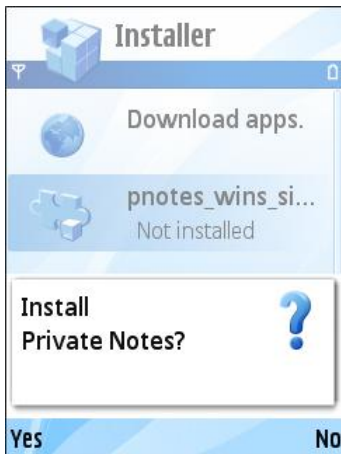 Installer
Download apps.
pnotes_wins_si...
Not installed
Install
Private Notes?
Yes
No